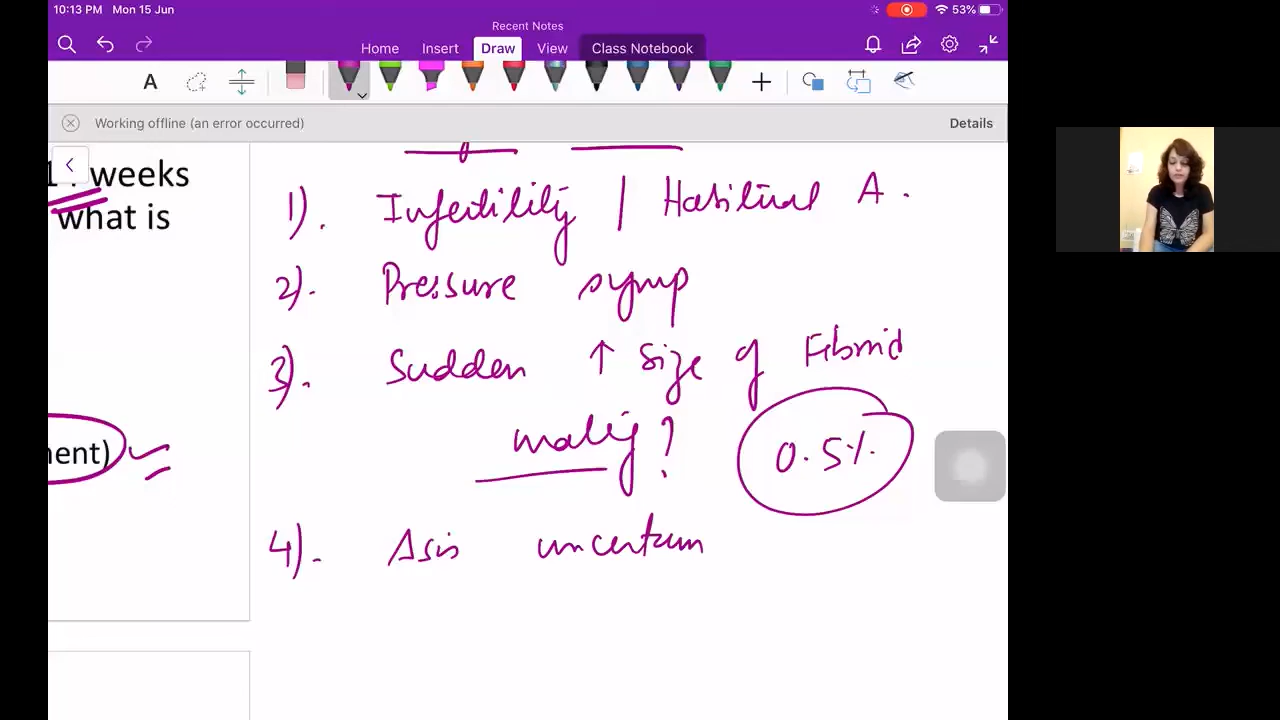 10:13 PM Mon 15 Jun
53%
Recent Notes
Home Insert Draw View Class Notebook
A
Working offline (an error occurred) Details
weeks
what is
nent)
1). Infertility / Habitual A.
2). Pressure symp
3). Sudden ↑ size of Fibroid
malig? 0.5%
4). Δsis uncertain